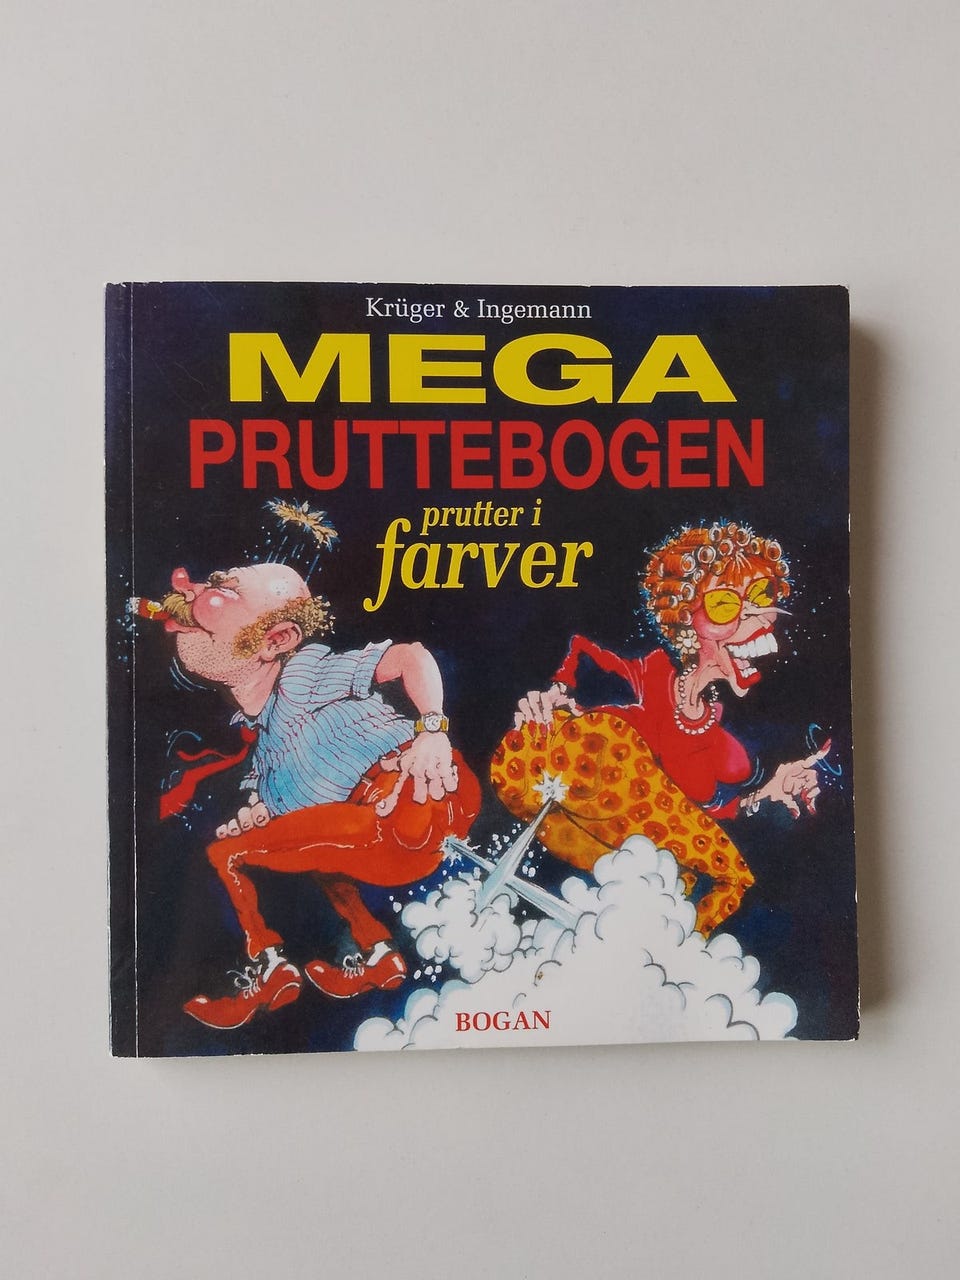 Krüger & Ingemann
MEGA
PRUTTEBOGEN
prutter i
farver
BOGAN